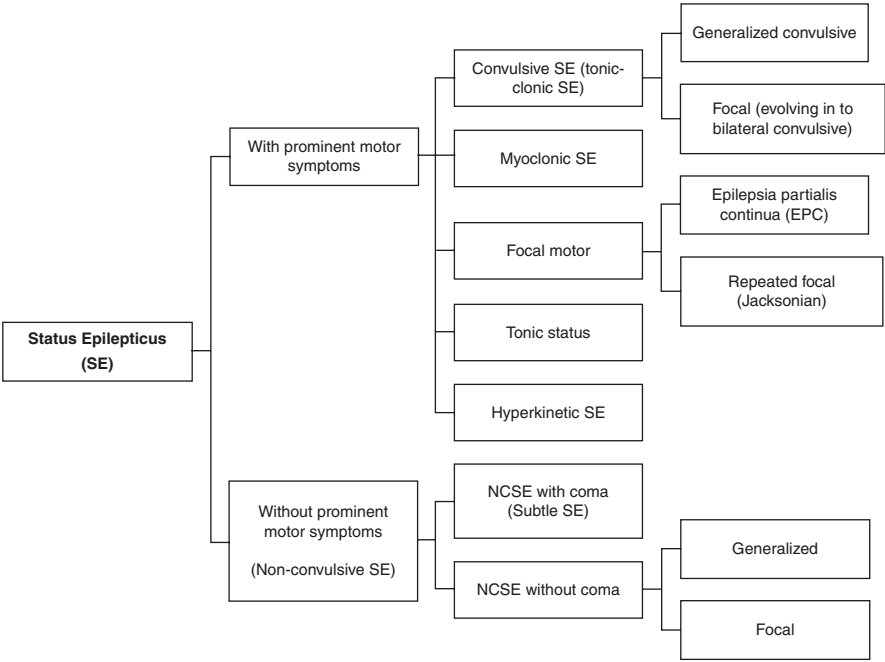 Status Epilepticus
(SE)
With prominent motor
symptoms
Convulsive SE (tonic-
clonic SE)
Generalized convulsive
Focal (evolving in to
bilateral convulsive)
Myoclonic SE
Focal motor
Epilepsia partialis
continua (EPC)
Repeated focal
(Jacksonian)
Tonic status
Hyperkinetic SE
Without prominent
motor symptoms
(Non-convulsive SE)
NCSE with coma
(Subtle SE)
NCSE without coma
Generalized
Focal